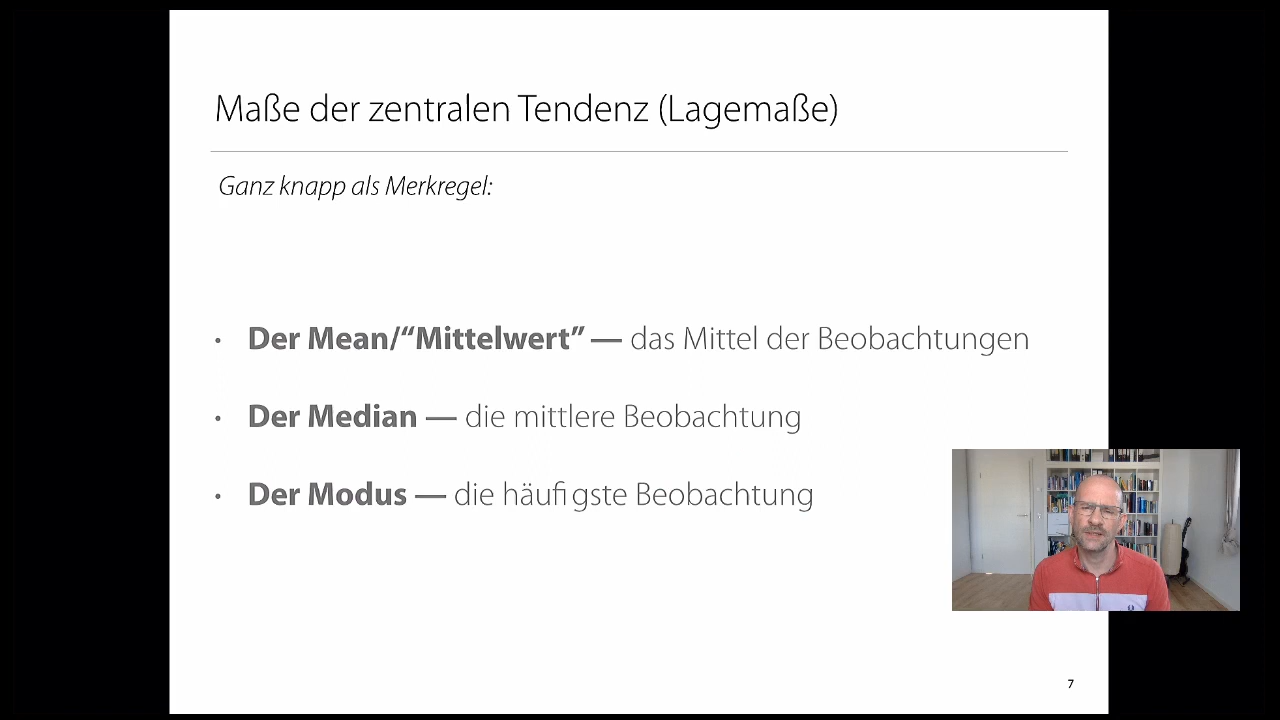 Maße der zentralen Tendenz (Lagemaße)
Ganz knapp als Merkregel:
• Der Mean/“Mittelwert” — das Mittel der Beobachtungen
• Der Median — die mittlere Beobachtung
• Der Modus — die häufigste Beobachtung
7